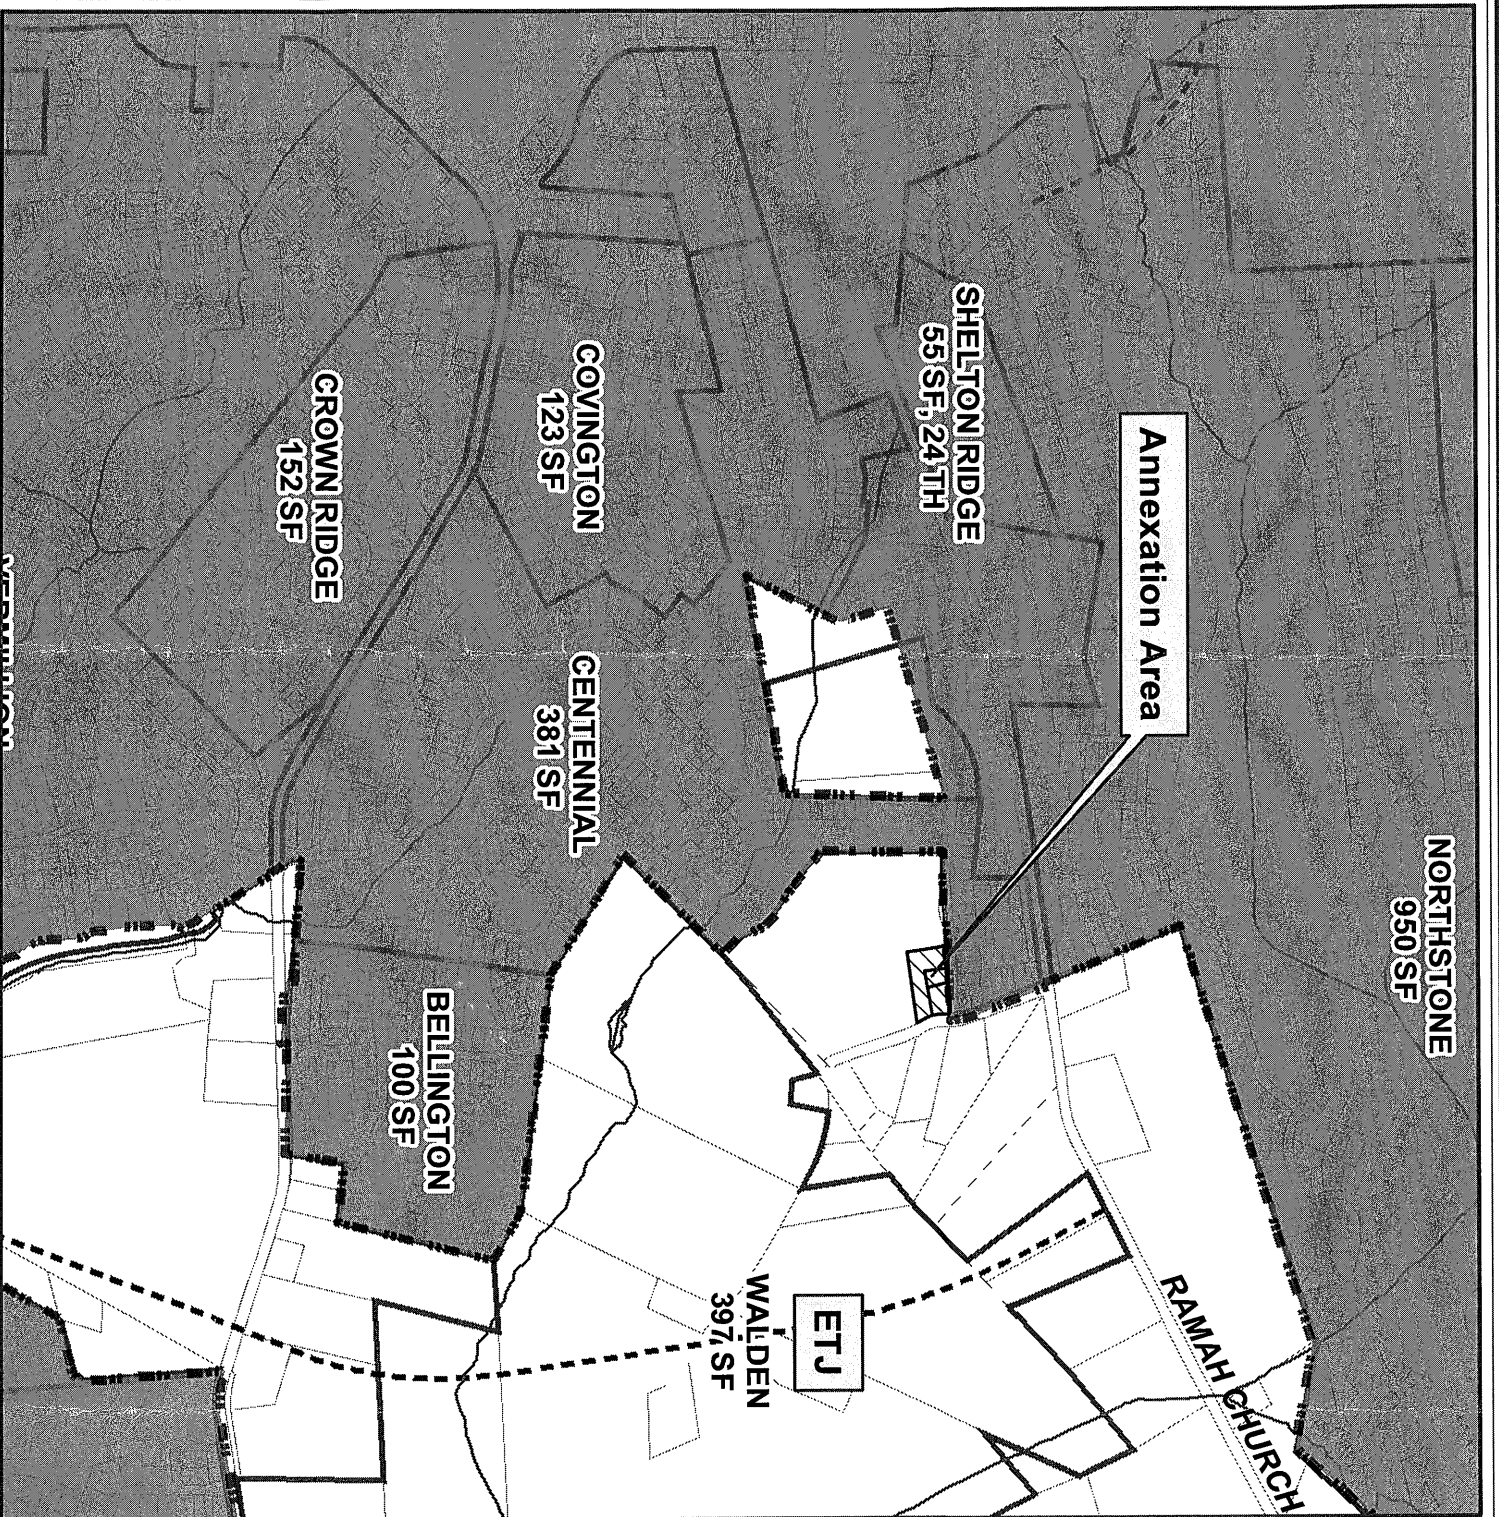 NORTHSTONE
950 SF
RAMAH CHURCH
Annexation Area
SHELTON RIDGE
55 SF, 24 TH
ETJ
WALDEN
397 SF
COVINGTON
123 SF
CENTENNIAL
381 SF
BELLINGTON
100 SF
CROWN RIDGE
152 SF
VERMILLION